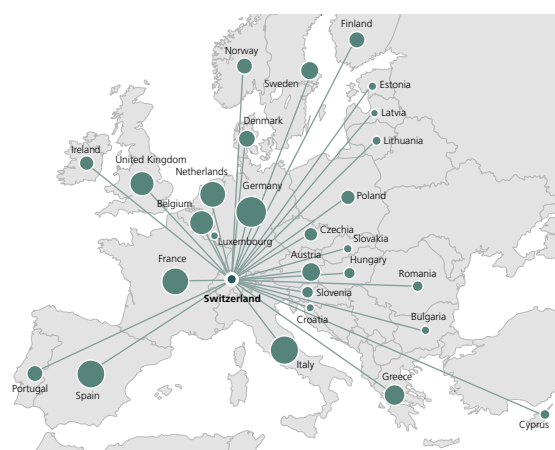 Finland
Norway
Sweden
Estonia
Latvia
Denmark
Lithuania
Ireland
United Kingdom
Netherlands
Germany
Poland
Belgium
Czechia
Luxembourg
Slovakia
France
Austria
Hungary
Romania
Switzerland
Slovenia
Croatia
Bulgaria
Italy
Portugal
Spain
Greece
Cyprus